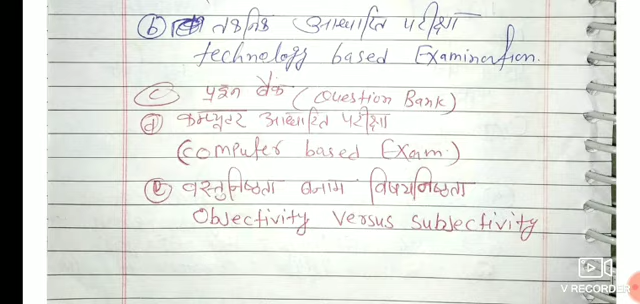 (b) तकनिक आधारित परीक्षा
technology based Examination.
(c) प्रश्न बैंक (Question Bank)
(d) कम्प्यूटर आधारित परीक्षा
(computer based Exam.)
(e) वस्तुनिष्ठता बनाम विषयनिष्ठता
Objectivity versus subjectivity
V RECORDER